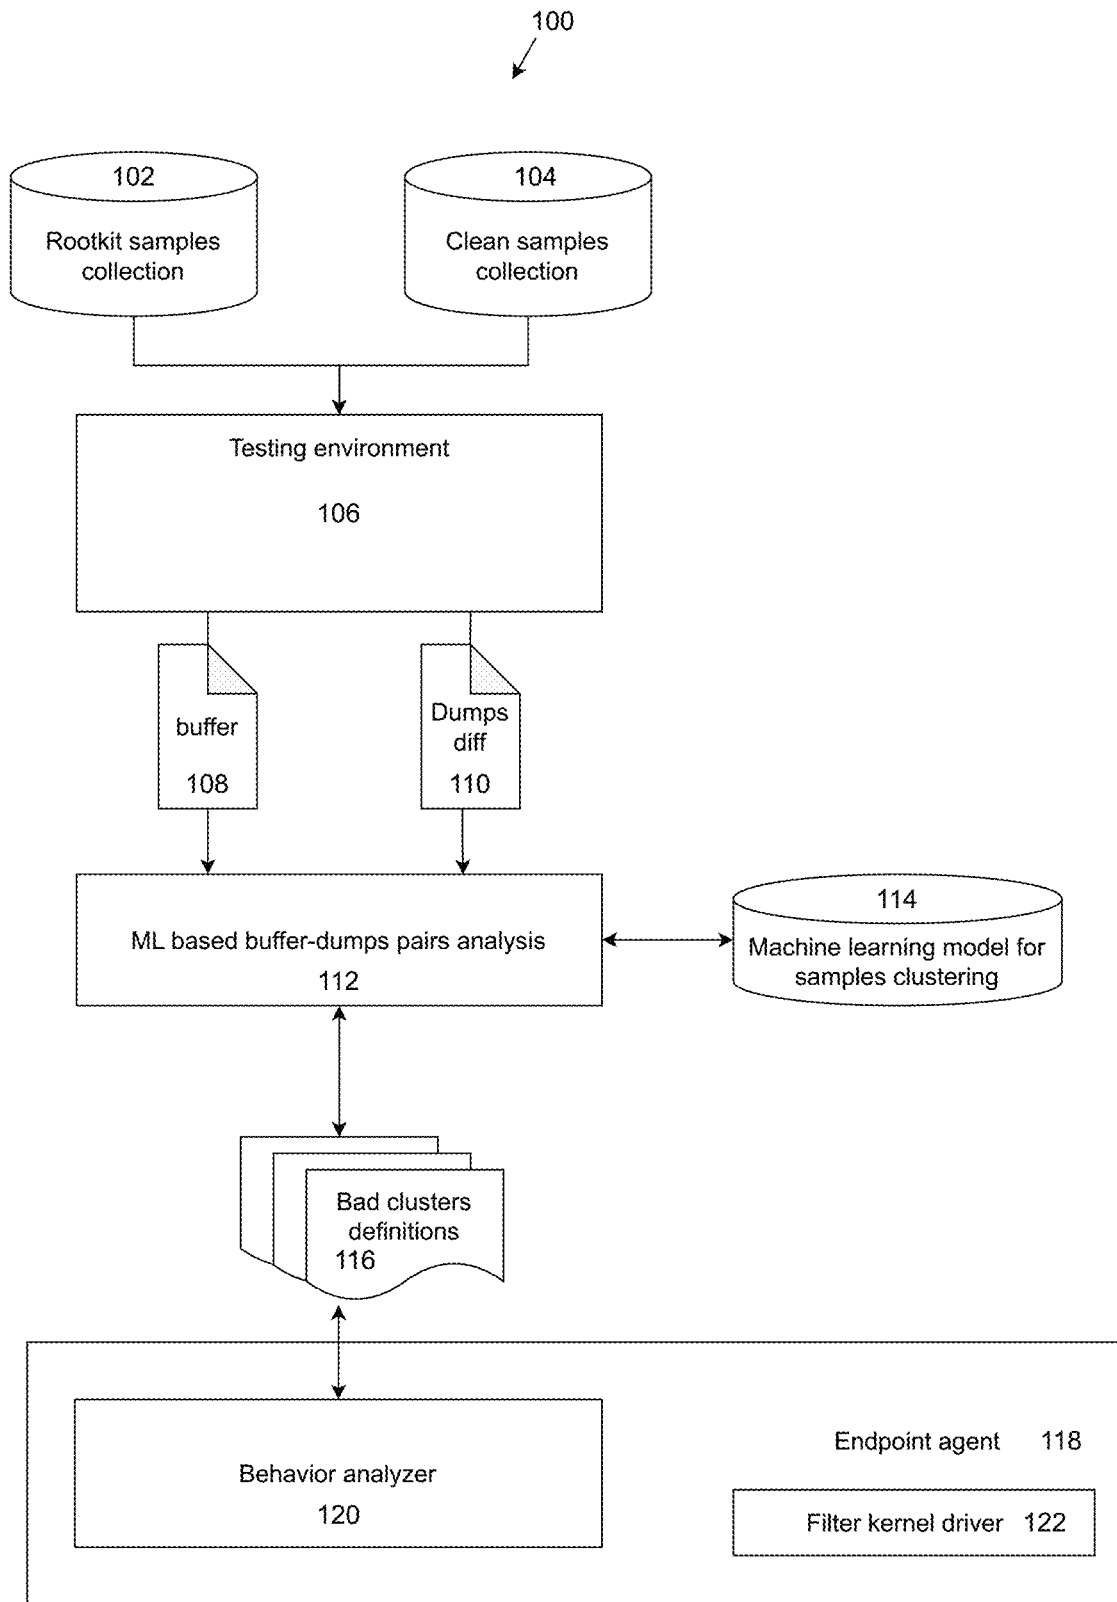 100
102
Rootkit samples
collection
104
Clean samples
collection
Testing environment
106
buffer
108
Dumps
diff
110
ML based buffer-dumps pairs analysis
112
114
Machine learning model for
samples clustering
Bad clusters
definitions
116
Behavior analyzer
120
Endpoint agent 118
Filter kernel driver 122